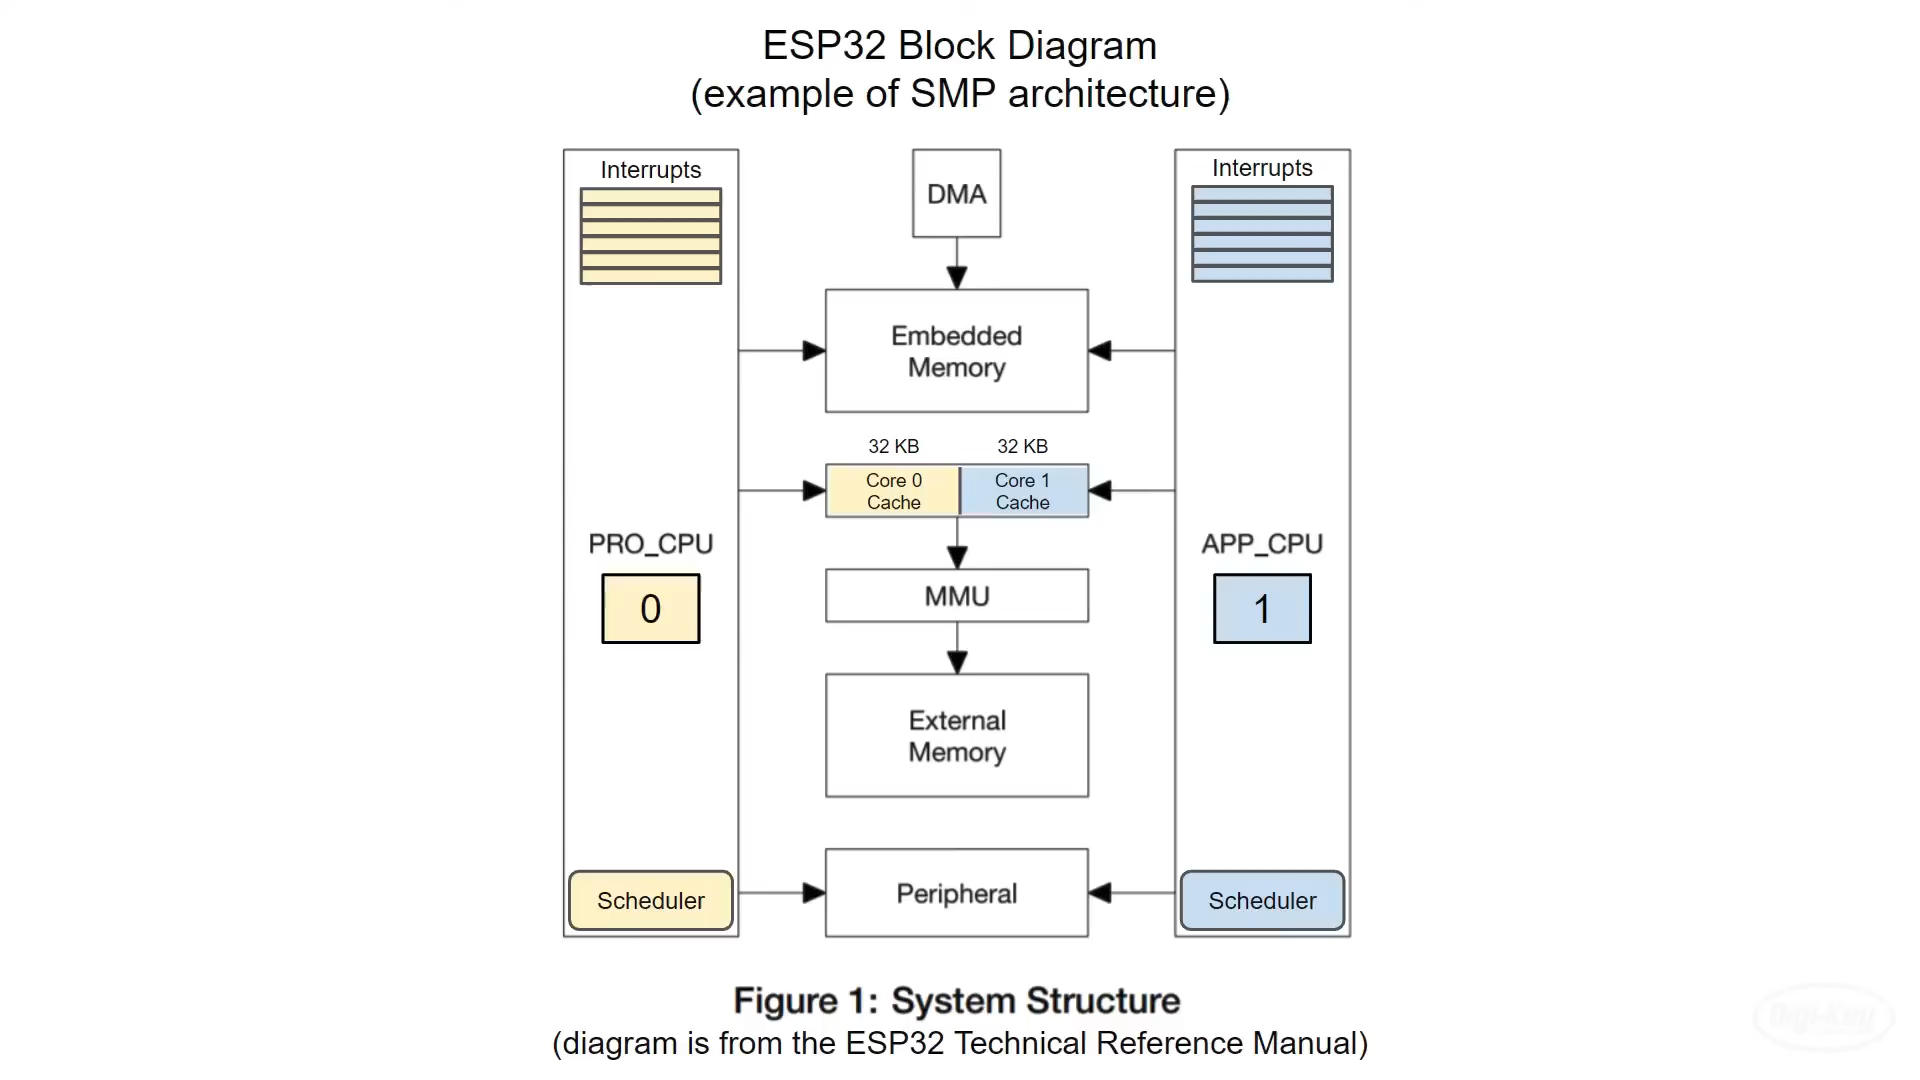 ESP32 Block Diagram
(example of SMP architecture)
Interrupts
DMA
Interrupts
Embedded
Memory
32 KB
32 KB
Core 0
Cache
Core 1
Cache
PRO_CPU
APP_CPU
0
MMU
1
External
Memory
Scheduler
Peripheral
Scheduler
Figure 1: System Structure
(diagram is from the ESP32 Technical Reference Manual)
Digi-Key